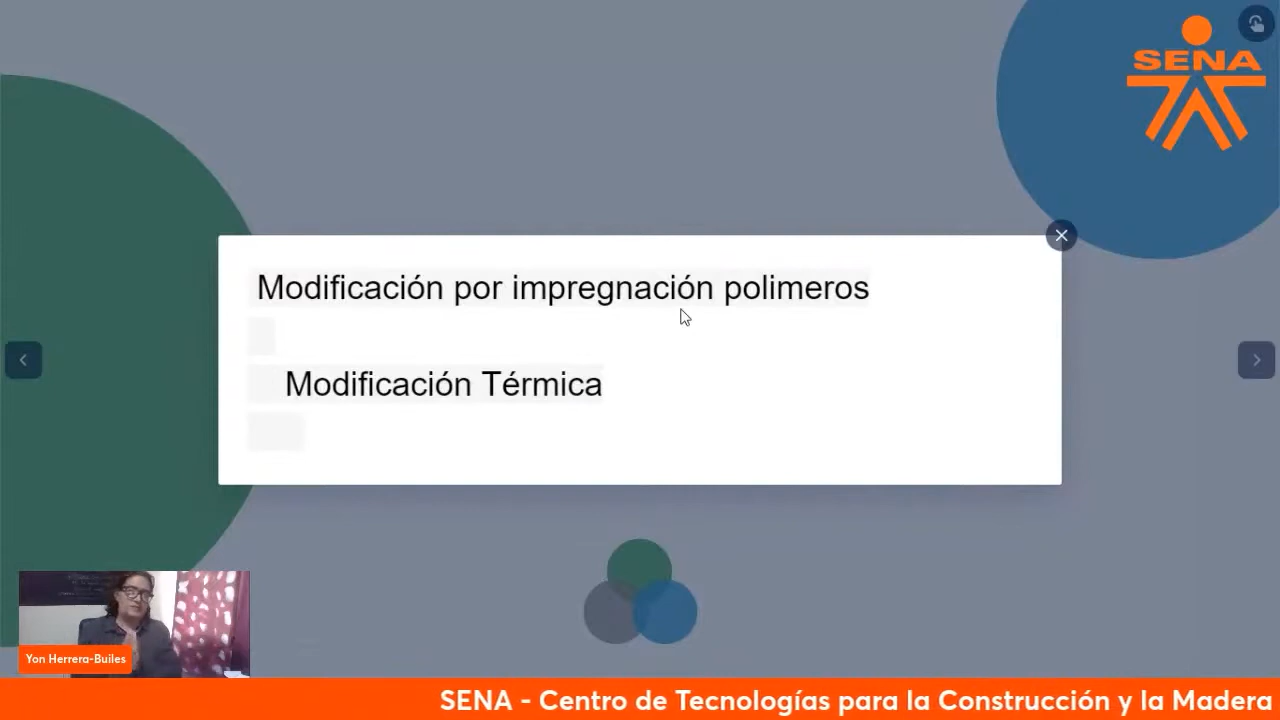 SENA
Modificación por impregnación polimeros
Modificación Térmica
Yon Herrera-Builes
SENA - Centro de Tecnologías para la Construcción y la Madera